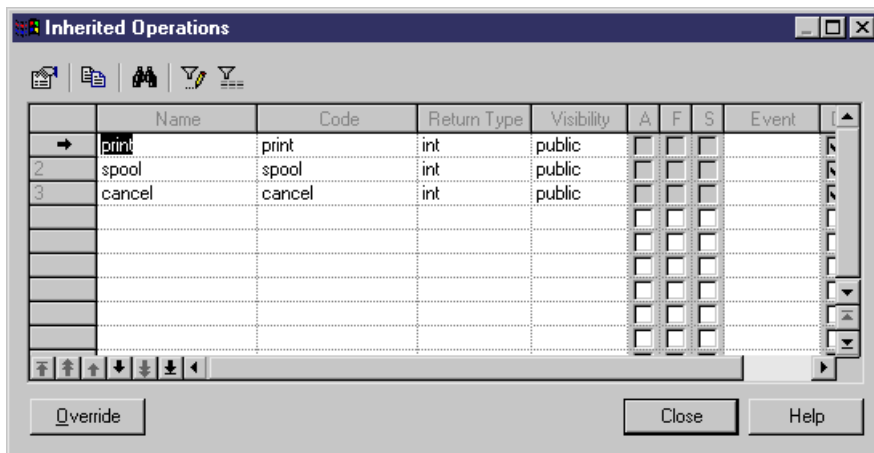 Inherited Operations
Name Code Return Type Visibility A F S Event D
print print int public
2 spool spool int public
3 cancel cancel int public
Override Close Help